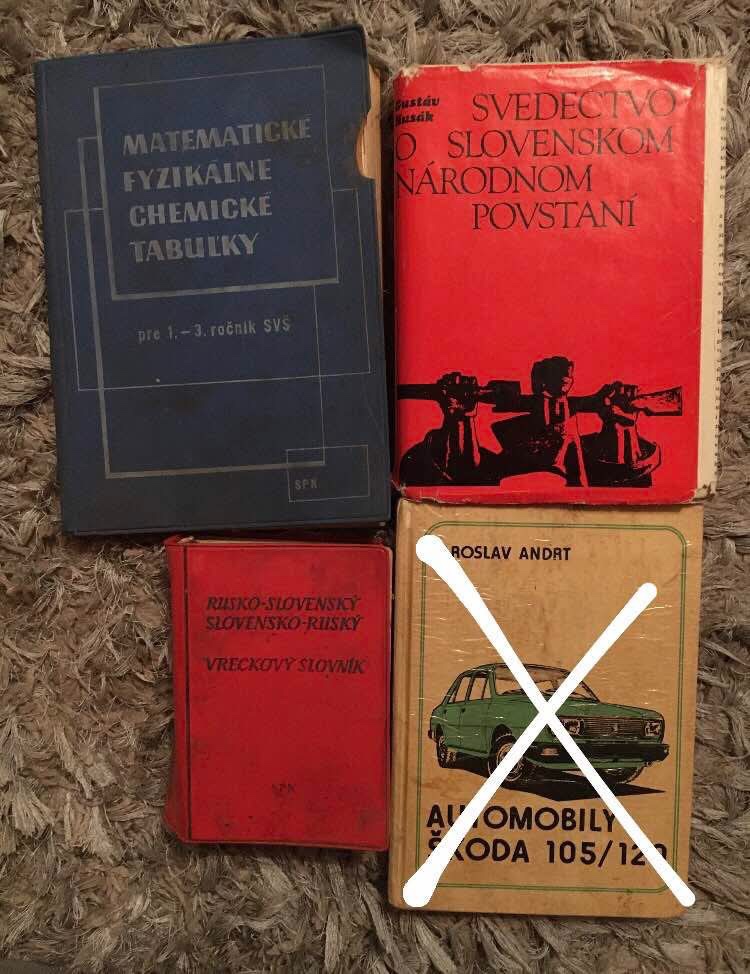 MATEMATICKÉ
FYZIKÁLNE
CHEMICKÉ
TABUĽKY
pre 1.–3. ročník SVŠ
SPN
Gustáv
Husák
SVEDECTVO
O SLOVENSKOM
NÁRODNOM
POVSTANÍ
RUSKO-SLOVENSKÝ
SLOVENSKO-RUSKÝ
VRECKOVÝ SLOVNÍK
SPN
ROSLAV ANDRT
AUTOMOBILY
ŠKODA 105/120